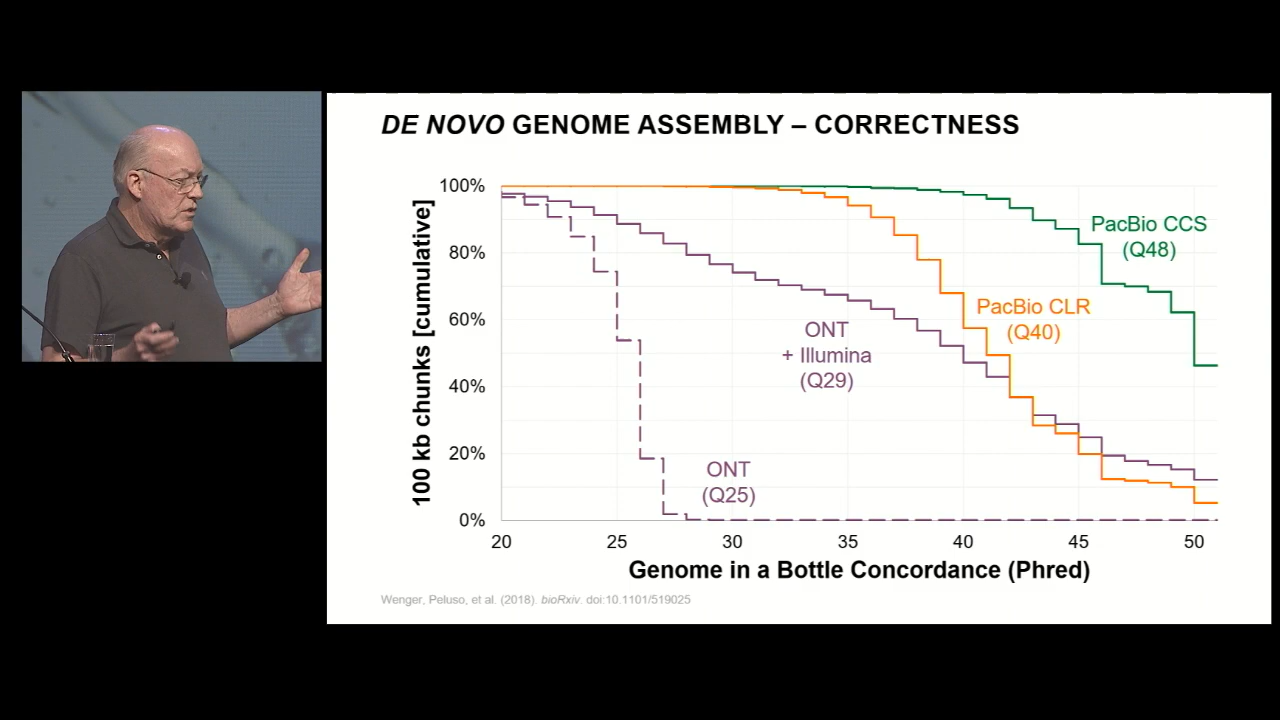 DE NOVO GENOME ASSEMBLY – CORRECTNESS
100 kb chunks [cumulative]
100%
80%
60%
40%
20%
0%
PacBio CCS
(Q48)
PacBio CLR
(Q40)
ONT
+ Illumina
(Q29)
ONT
(Q25)
20 25 30 35 40 45 50
Genome in a Bottle Concordance (Phred)
Wenger, Peluso, et al. (2018). bioRxiv. doi:10.1101/519025